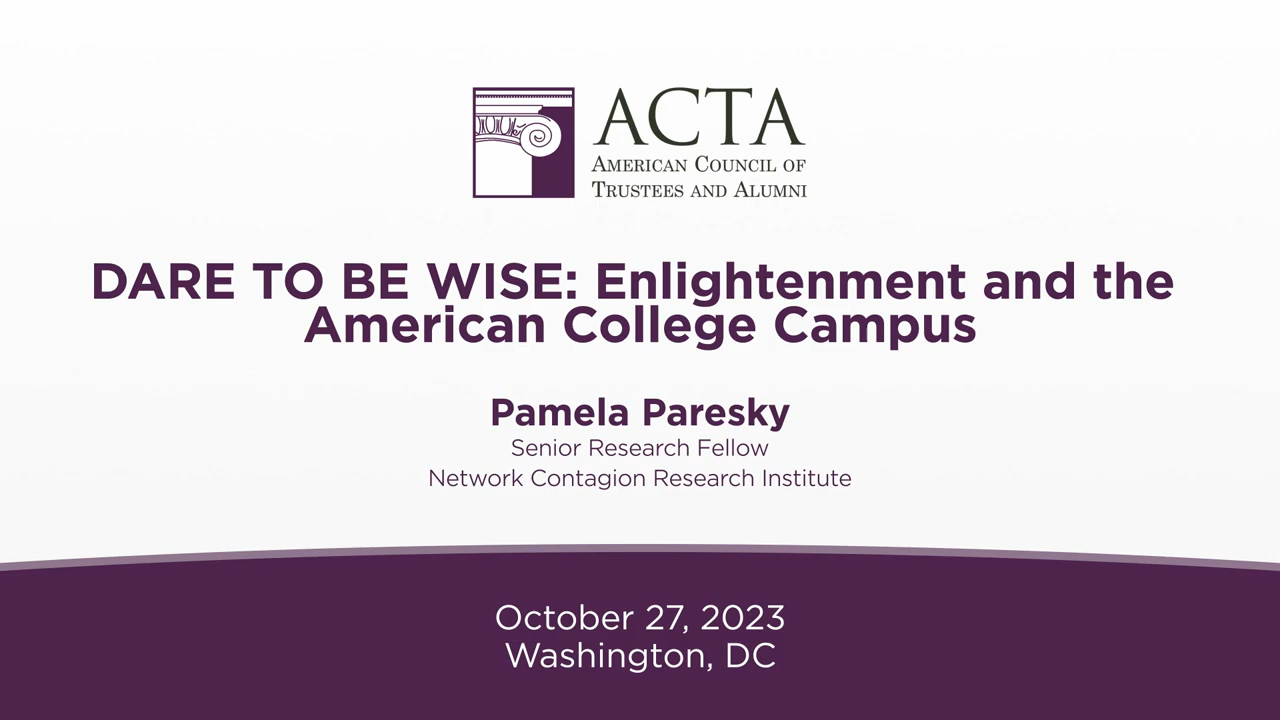 ACTA
AMERICAN COUNCIL OF
TRUSTEES AND ALUMNI
DARE TO BE WISE: Enlightenment and the
American College Campus
Pamela Paresky
Senior Research Fellow
Network Contagion Research Institute
October 27, 2023
Washington, DC